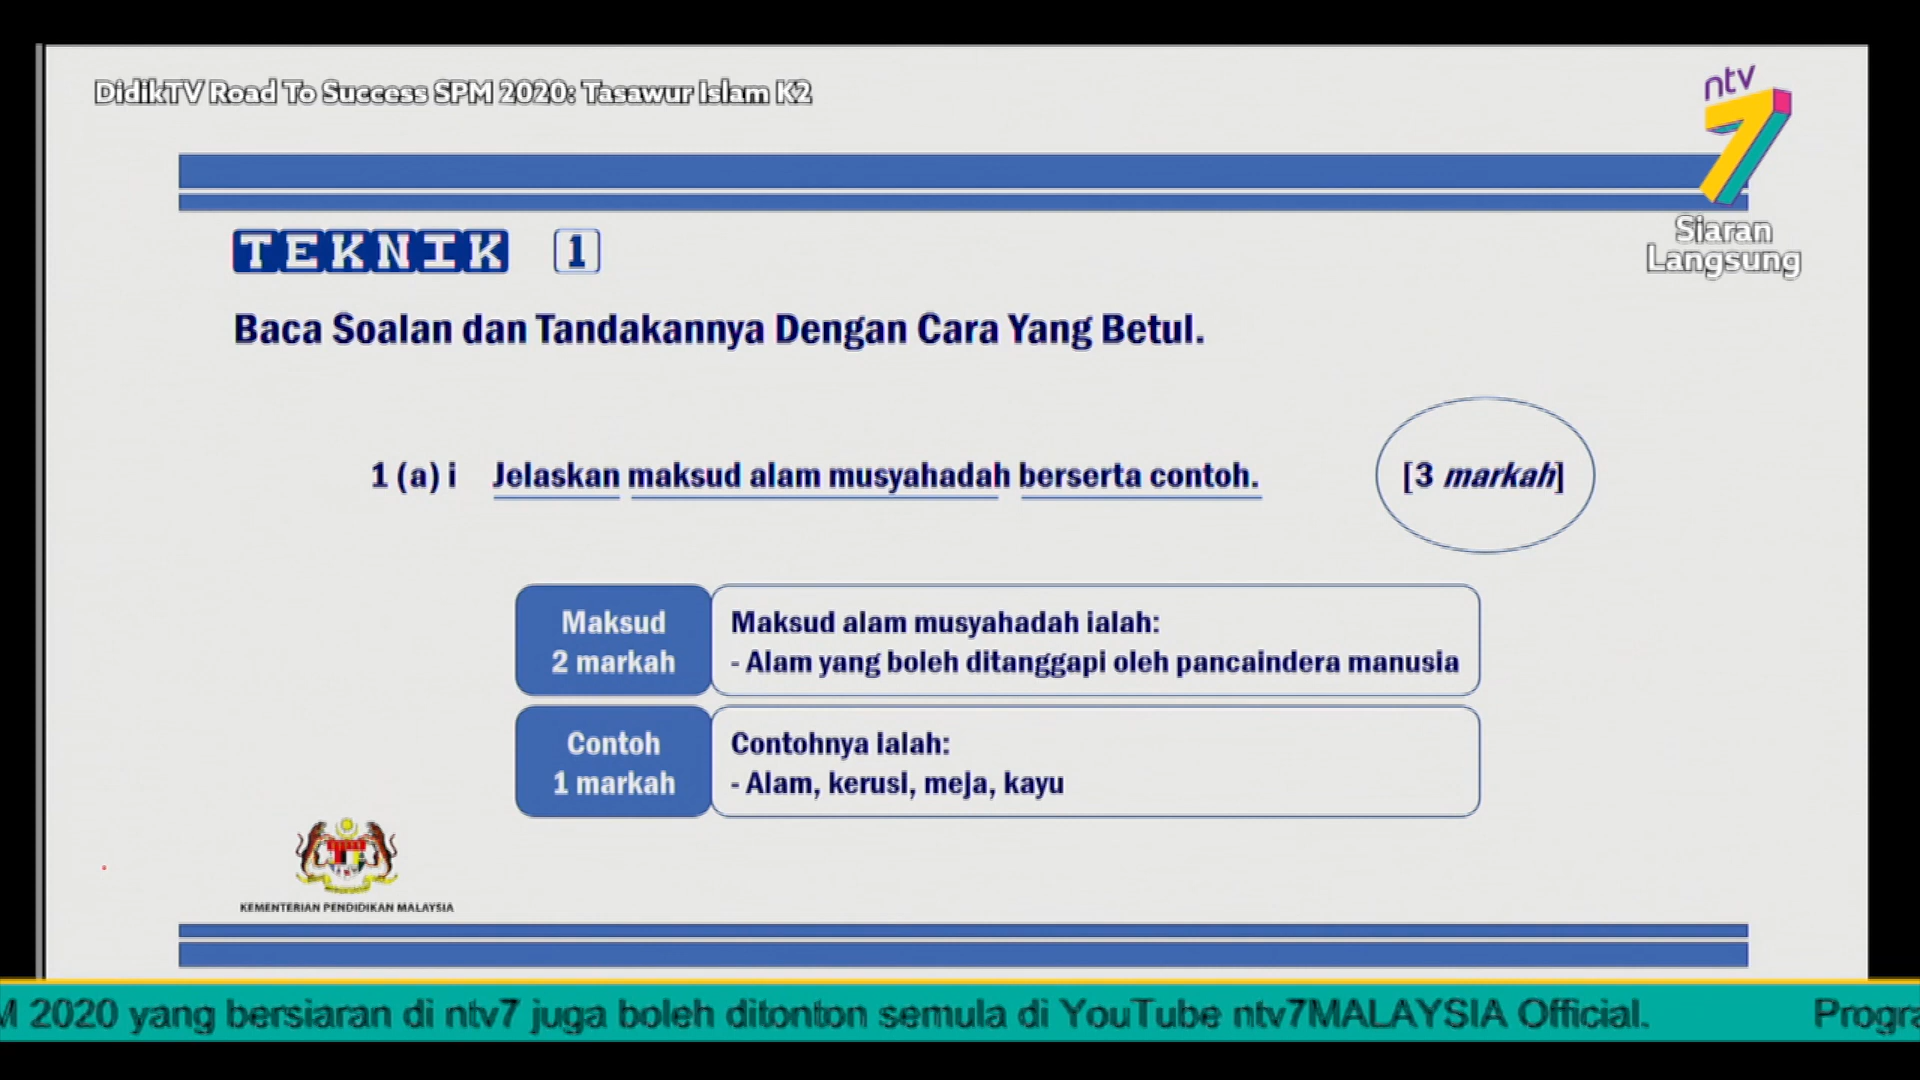 DidikTV Road To Success SPM 2020: Tasawur Islam K2
ntv
7
Siaran
Langsung
TEKNIK 1
Baca Soalan dan Tandakannya Dengan Cara Yang Betul.
1 (a) i Jelaskan maksud alam musyahadah berserta contoh. [3 markah]
Maksud
2 markah
Maksud alam musyahadah ialah:
- Alam yang boleh ditanggapi oleh pancaindera manusia
Contoh
1 markah
Contohnya ialah:
- Alam, kerusi, meja, kayu
KEMENTERIAN PENDIDIKAN MALAYSIA
2020 yang bersiaran di ntv7 juga boleh ditonton semula di YouTube ntv7MALAYSIA Official.